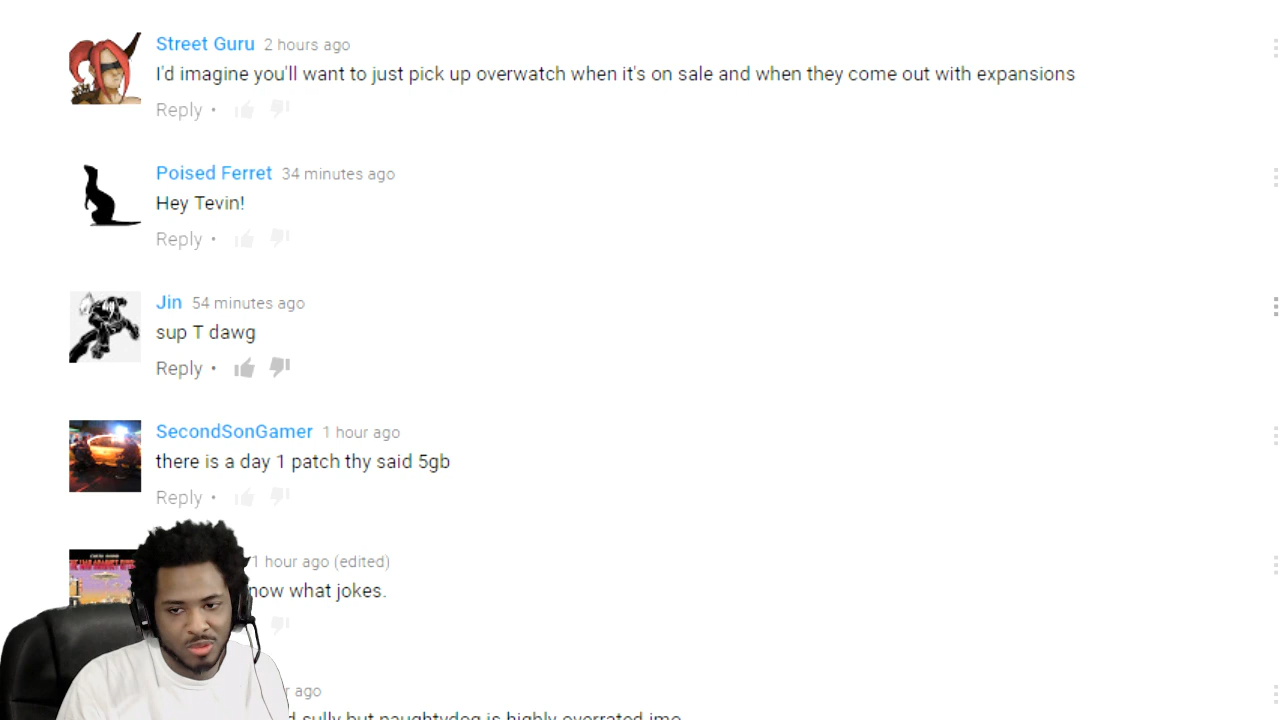 Street Guru 2 hours ago
I'd imagine you'll want to just pick up overwatch when it's on sale and when they come out with expansions
Reply •
Poised Ferret 34 minutes ago
Hey Tevin!
Reply •
Jin 54 minutes ago
sup T dawg
Reply •
SecondSonGamer 1 hour ago
there is a day 1 patch thy said 5gb
Reply •
1 hour ago (edited)
now what jokes.
ago
sully but naughtydog is highly overrated imo